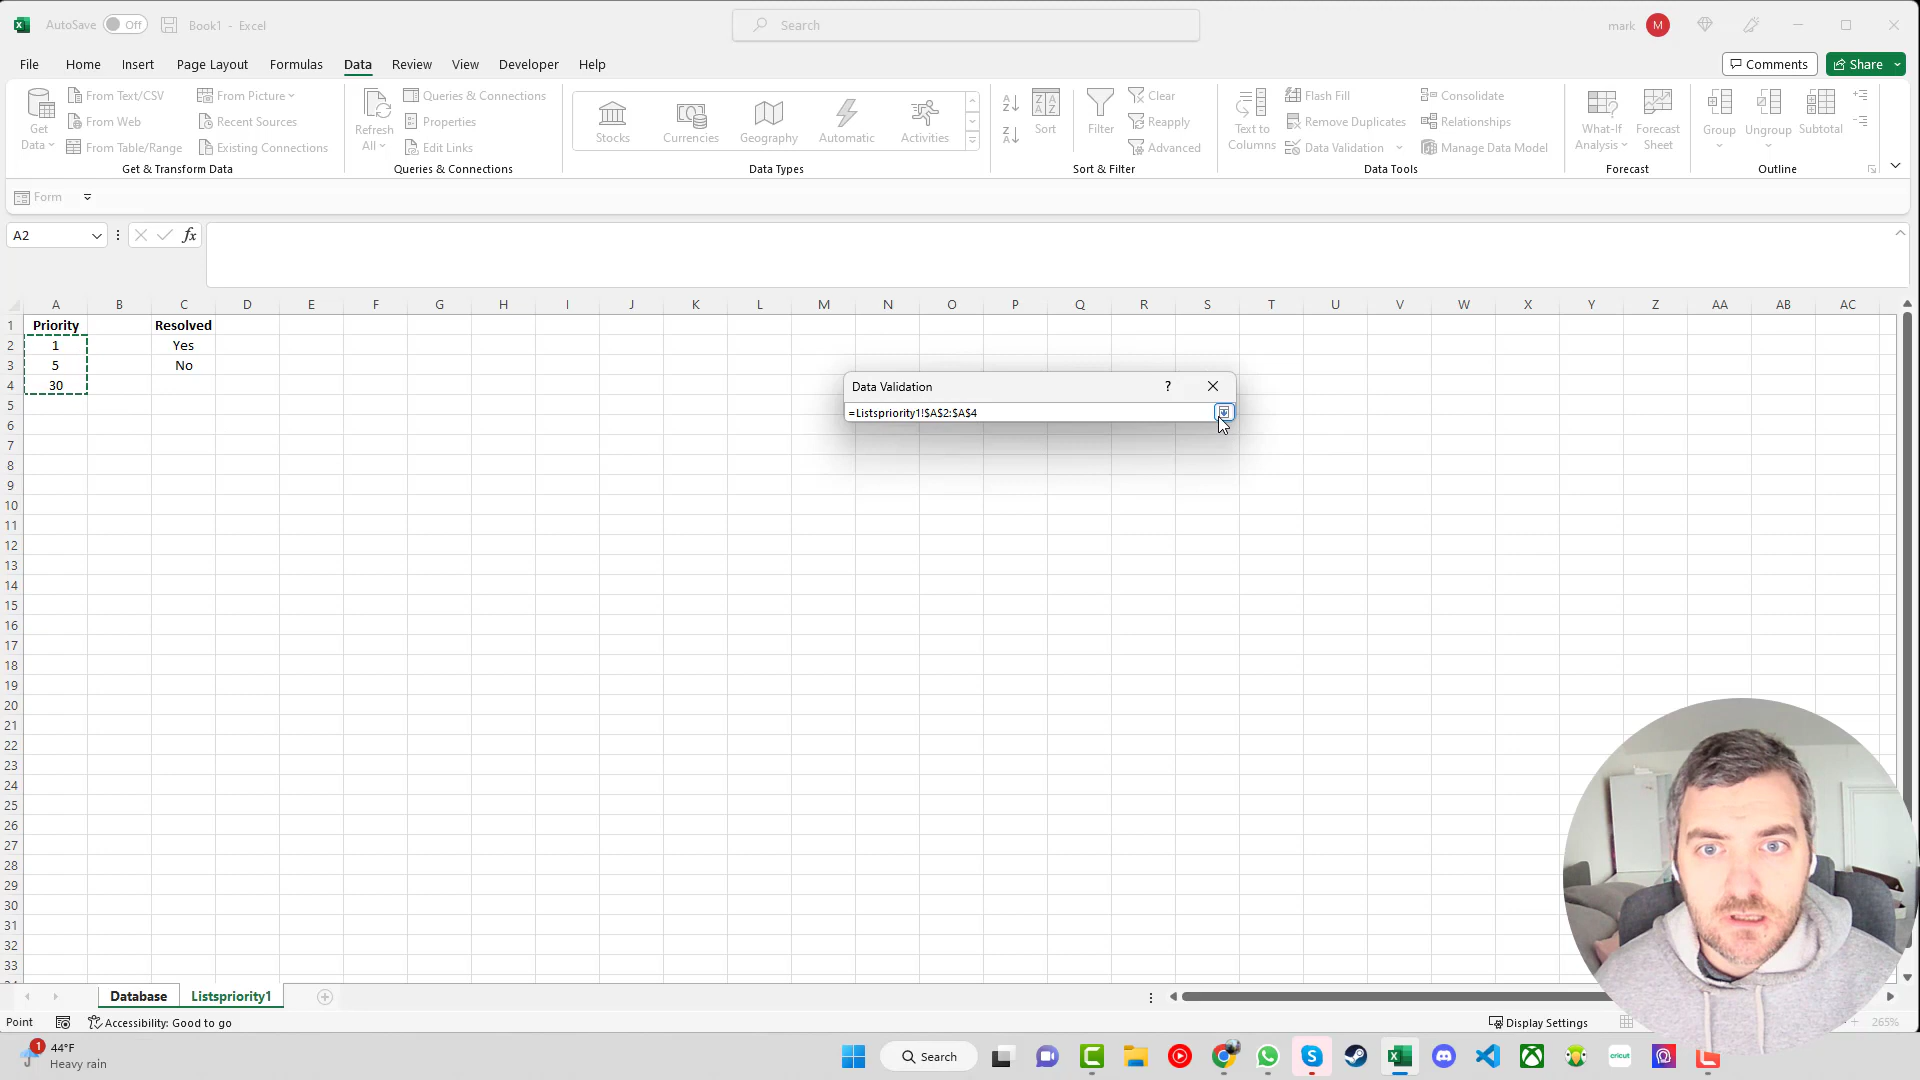 AutoSave Off Book1 - Excel Search mark M
File Home Insert Page Layout Formulas Data Review View Developer Help Comments Share
From Text/CSV
From Web
From Table/Range
From Picture
Recent Sources
Existing Connections
Get
Data
Get & Transform Data
Refresh
All
Queries & Connections
Properties
Edit Links
Queries & Connections
Stocks Currencies Geography Automatic Activities
Data Types
Sort
Filter
Clear
Reapply
Advanced
Sort & Filter
Text to
Columns
Flash Fill
Remove Duplicates
Data Validation
Consolidate
Relationships
Manage Data Model
Data Tools
What-If
Analysis
Forecast
Sheet
Forecast
Group Ungroup Subtotal
Outline
Form
A2 fx
A B C D E F G H I J K L M N O P Q R S T U V W X Y Z AA AB AC
1 Priority Resolved
2 1 Yes
3 5 No
4 30
5
6
7
8
9
10
11
12
13
14
15
16
17
18
19
20
21
22
23
24
25
26
27
28
29
30
31
32
33
Data Validation ?
=Listspriority1!$A$2:$A$4
Database Listspriority1
Point Accessibility: Good to go Display Settings 265%
1 44°F
Heavy rain
Search
cricut